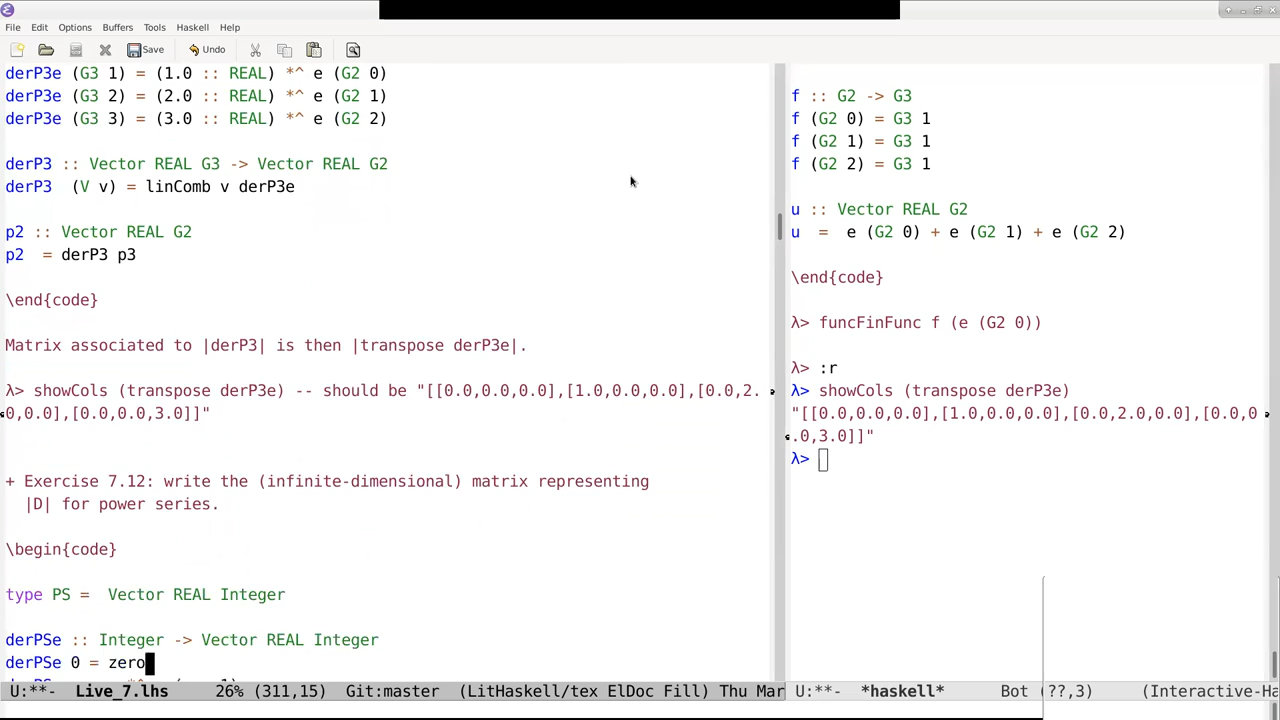 File Edit Options Buffers Tools Haskell Help
Save Undo
derP3e (G3 1) = (1.0 :: REAL) *^ e (G2 0)
derP3e (G3 2) = (2.0 :: REAL) *^ e (G2 1)
derP3e (G3 3) = (3.0 :: REAL) *^ e (G2 2)
derP3 :: Vector REAL G3 -> Vector REAL G2
derP3  (V v) = linComb v derP3e
p2 :: Vector REAL G2
p2  = derP3 p3
\end{code}
Matrix associated to |derP3| is then |transpose derP3e|.
λ> showCols (transpose derP3e) -- should be "[[0.0,0.0,0.0],[1.0,0.0,0.0],[0.0,2.
0,0.0],[0.0,0.0,3.0]]"
+ Exercise 7.12: write the (infinite-dimensional) matrix representing
|D| for power series.
\begin{code}
type PS =  Vector REAL Integer
derPSe :: Integer -> Vector REAL Integer
derPSe 0 = zero
U:**-  Live_7.lhs     26% (311,15)  Git:master  (LitHaskell/tex ElDoc Fill) Thu Mar
f :: G2 -> G3
f (G2 0) = G3 1
f (G2 1) = G3 1
f (G2 2) = G3 1
u :: Vector REAL G2
u  =  e (G2 0) + e (G2 1) + e (G2 2)
\end{code}
λ> funcFinFunc f (e (G2 0))
λ> :r
λ> showCols (transpose derP3e)
"[[0.0,0.0,0.0],[1.0,0.0,0.0],[0.0,2.0,0.0],[0.0,0
.0,3.0]]"
λ>
U:**-  *haskell*      Bot (??,3)     (Interactive-Ha